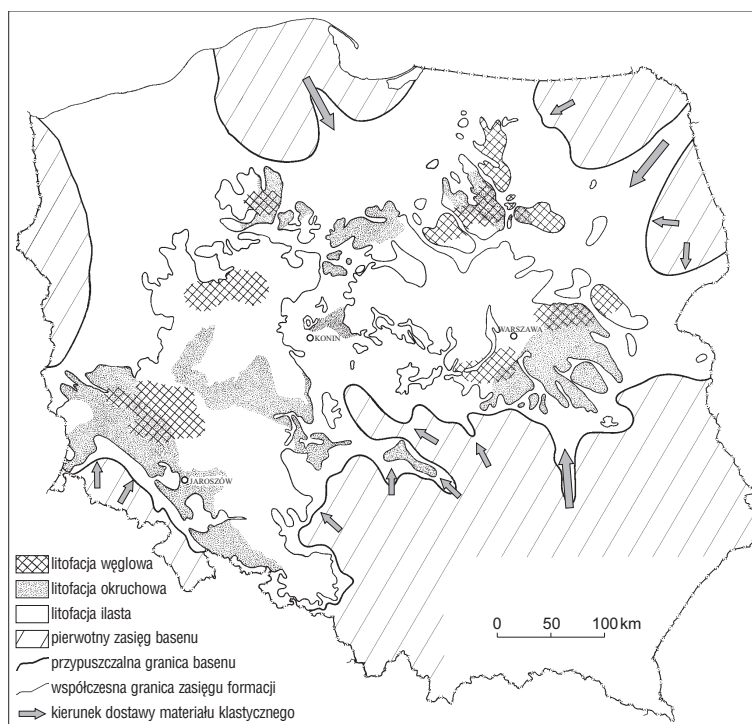 KONIN
WARSZAWA
JAROSZÓW
litofacja węglowa
litofacja okruchowa
litofacja ilasta
pierwotny zasięg basenu
przypuszczalna granica basenu
współczesna granica zasięgu formacji
kierunek dostawy materiału klastycznego
0 50 100 km